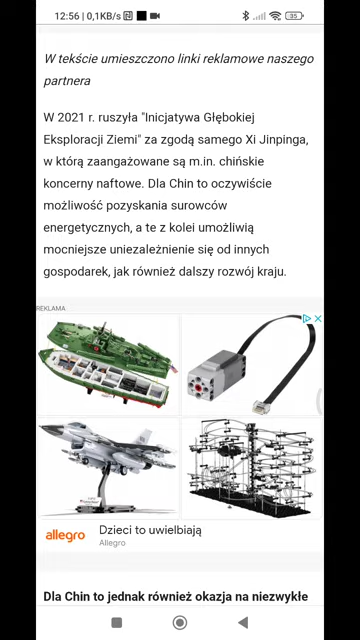 12:56 | 0,1KB/s
35
W tekście umieszczono linki reklamowe naszego
partnera
W 2021 r. ruszyła "Inicjatywa Głębokiej
Eksploracji Ziemi" za zgodą samego Xi Jinpinga,
w którą zaangażowane są m.in. chińskie
koncerny naftowe. Dla Chin to oczywiście
możliwość pozyskania surowców
energetycznych, a te z kolei umożliwią
mocniejsze uniezależnienie się od innych
gospodarek, jak również dalszy rozwój kraju.
REKLAMA
allegro
Dzieci to uwielbiają
Allegro
Dla Chin to jednak również okazja na niezwykłe